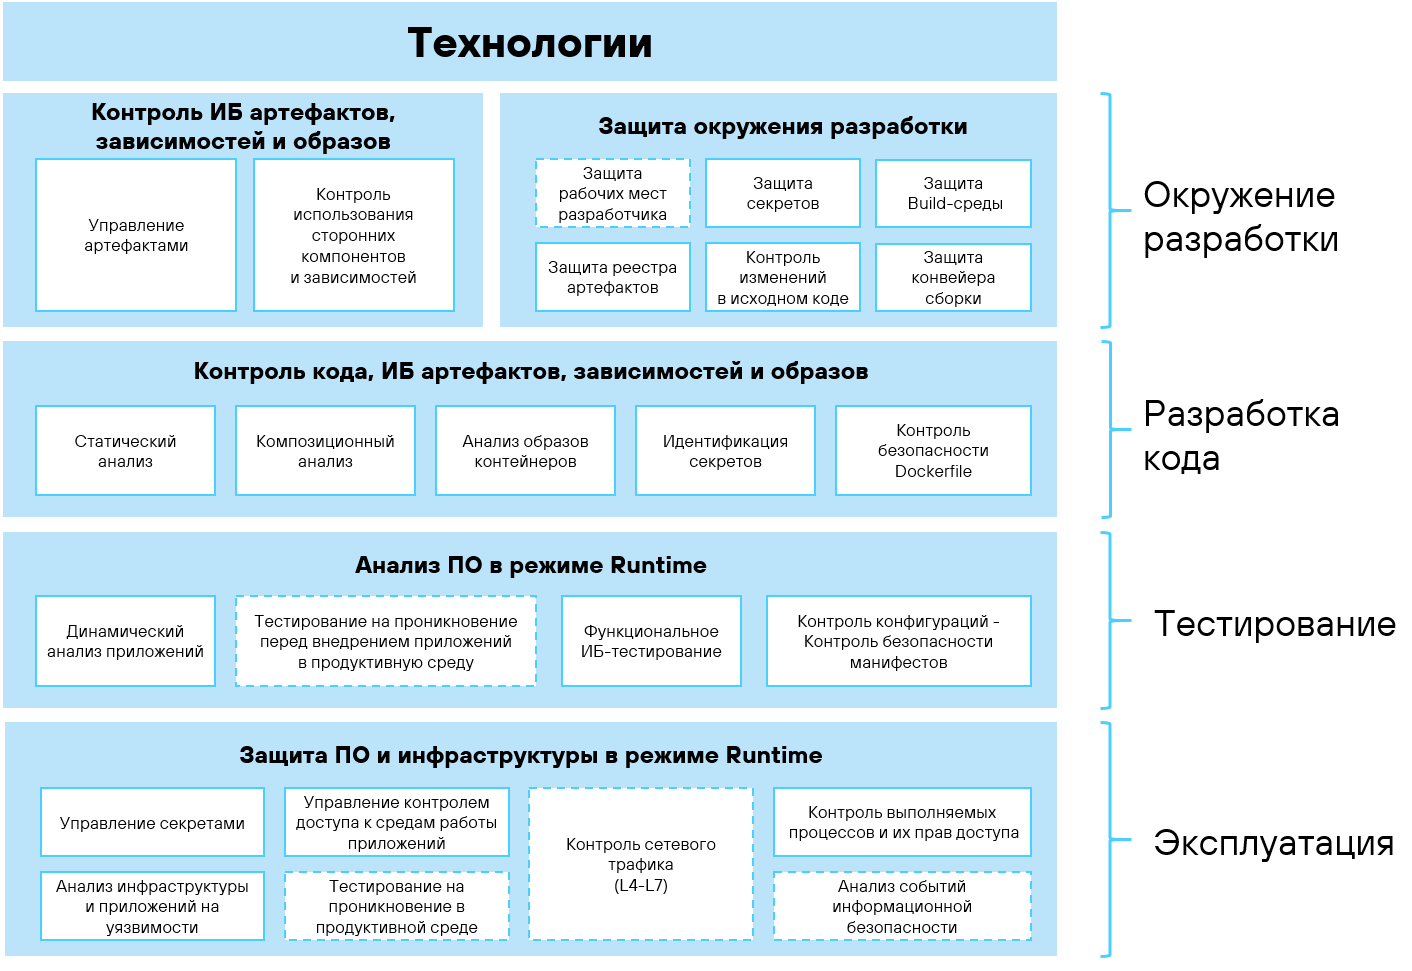 Технологии
Контроль ИБ артефактов,
зависимостей и образов
Управление
артефактами
Контроль
использования
сторонних
компонентов
и зависимостей
Защита окружения разработки
Защита
рабочих мест
разработчика
Защита
секретов
Защита
Build-среды
Защита реестра
артефактов
Контроль
изменений
в исходном коде
Защита
конвейера
сборки
Окружение
разработки
Контроль кода, ИБ артефактов, зависимостей и образов
Статический
анализ
Композиционный
анализ
Анализ образов
контейнеров
Идентификация
секретов
Контроль
безопасности
Dockerfile
Разработка
кода
Анализ ПО в режиме Runtime
Динамический
анализ приложений
Тестирование на проникновение
перед внедрением приложений
в продуктивную среду
Функциональное
ИБ-тестирование
Контроль конфигураций -
Контроль безопасности
манифестов
Тестирование
Защита ПО и инфраструктуры в режиме Runtime
Управление секретами
Управление контролем
доступа к средам работы
приложений
Контроль сетевого
трафика
(L4-L7)
Контроль выполняемых
процессов и их прав доступа
Анализ инфраструктуры
и приложений на
уязвимости
Тестирование на
проникновение в
продуктивной среде
Анализ событий
информационной
безопасности
Эксплуатация